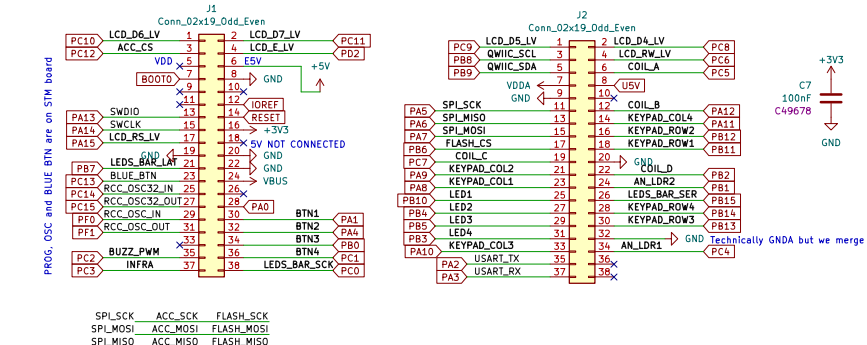 J1
Conn_02x19_Odd_Even
PC10 LCD_D6_LV 1 2 LCD_D7_LV PC11
PC12 ACC_CS 3 4 LCD_E_LV PD2
VDD 5 6 E5V +5V
BOOT0 7 8 GND
9 10
11 12 IOREF
PA13 SWDIO 13 14 RESET
PA14 SWCLK 15 16 +3V3
PA15 LCD_RS_LV 17 18 5V NOT CONNECTED
GND 19 20 GND
PB7 LEDS_BAR_LAT 21 22 GND
PC13 BLUE_BTN 23 24 VBUS
PC14 RCC_OSC32_IN 25 26
PC15 RCC_OSC32_OUT 27 28 PA0
PF0 RCC_OSC_IN 29 30 BTN1 PA1
PF1 RCC_OSC_OUT 31 32 BTN2 PA4
33 34 BTN3 PB0
PC2 BUZZ_PWM 35 36 BTN4 PC1
PC3 INFRA 37 38 LEDS_BAR_SCK PC0
PROG, OSC and BLUE BTN are on STM board
SPI_SCK ACC_SCK FLASH_SCK
SPI_MOSI ACC_MOSI FLASH_MOSI
SPI_MISO ACC_MISO FLASH_MISO
J2
Conn_02x19_Odd_Even
PC9 LCD_D5_LV 1 2 LCD_D4_LV PC8
PB8 QWIIC_SCL 3 4 LCD_RW_LV PC6
PB9 QWIIC_SDA 5 6 COIL_A PC5
VDDA 7 8 U5V
GND 9 10
PA5 SPI_SCK 11 12 COIL_B PA12
PA6 SPI_MISO 13 14 KEYPAD_COL4 PA11
PA7 SPI_MOSI 15 16 KEYPAD_ROW2 PB12
PB6 FLASH_CS 17 18 KEYPAD_ROW1 PB11
PC7 COIL_C 19 20 GND
PA9 KEYPAD_COL2 21 22 COIL_D PB2
PA8 KEYPAD_COL1 23 24 AN_LDR2 PB1
PB10 LED1 25 26 LEDS_BAR_SER PB15
PB4 LED2 27 28 KEYPAD_ROW4 PB14
PB5 LED3 29 30 KEYPAD_ROW3 PB13
PB3 LED4 31 32 GND Technically GNDA but we merge
PA10 KEYPAD_COL3 33 34 AN_LDR1 PC4
PA2 USART_TX 35 36
PA3 USART_RX 37 38
+3V3
C7
100nF
C49678
GND